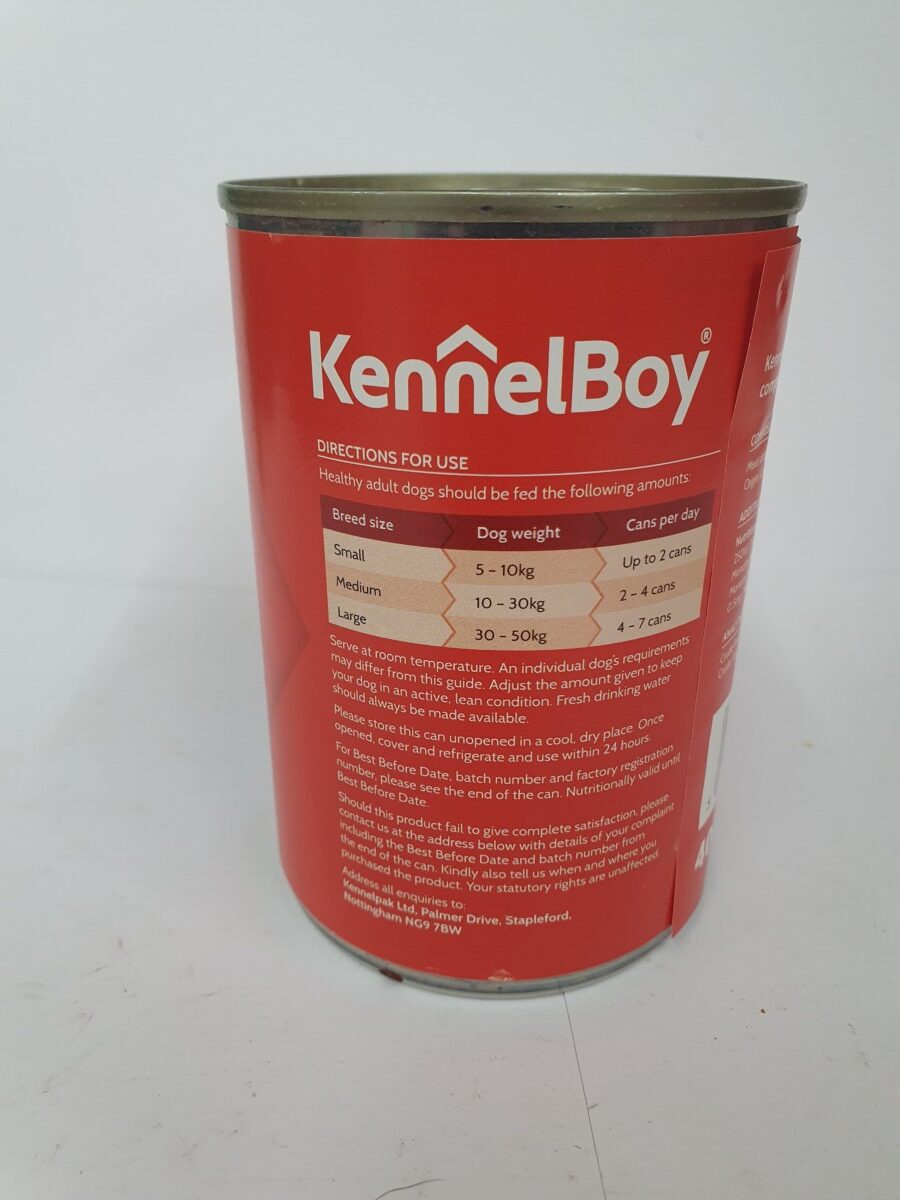 KennelBoy®
DIRECTIONS FOR USE
Healthy adult dogs should be fed the following amounts:
Breed size Dog weight Cans per day
Small 5 – 10kg Up to 2 cans
Medium 10 – 30kg 2 – 4 cans
Large 30 – 50kg 4 – 7 cans
Serve at room temperature. An individual dog's requirements
may differ from this guide. Adjust the amount given to keep
your dog in an active, lean condition. Fresh drinking water
should always be made available.
Please store this can unopened in a cool, dry place. Once
opened, cover and refrigerate and use within 24 hours.
For Best Before Date, batch number and factory registration
number, please see the end of the can. Nutritionally valid until
Best Before Date.
Should this product fail to give complete satisfaction, please
contact us at the address below with details of your complaint
including the Best Before Date and batch number from
the end of the can. Kindly also tell us when and where you
purchased the product. Your statutory rights are unaffected.
Address all enquiries to:
Kennelpak Ltd, Palmer Drive, Stapleford,
Nottingham NG9 7BW